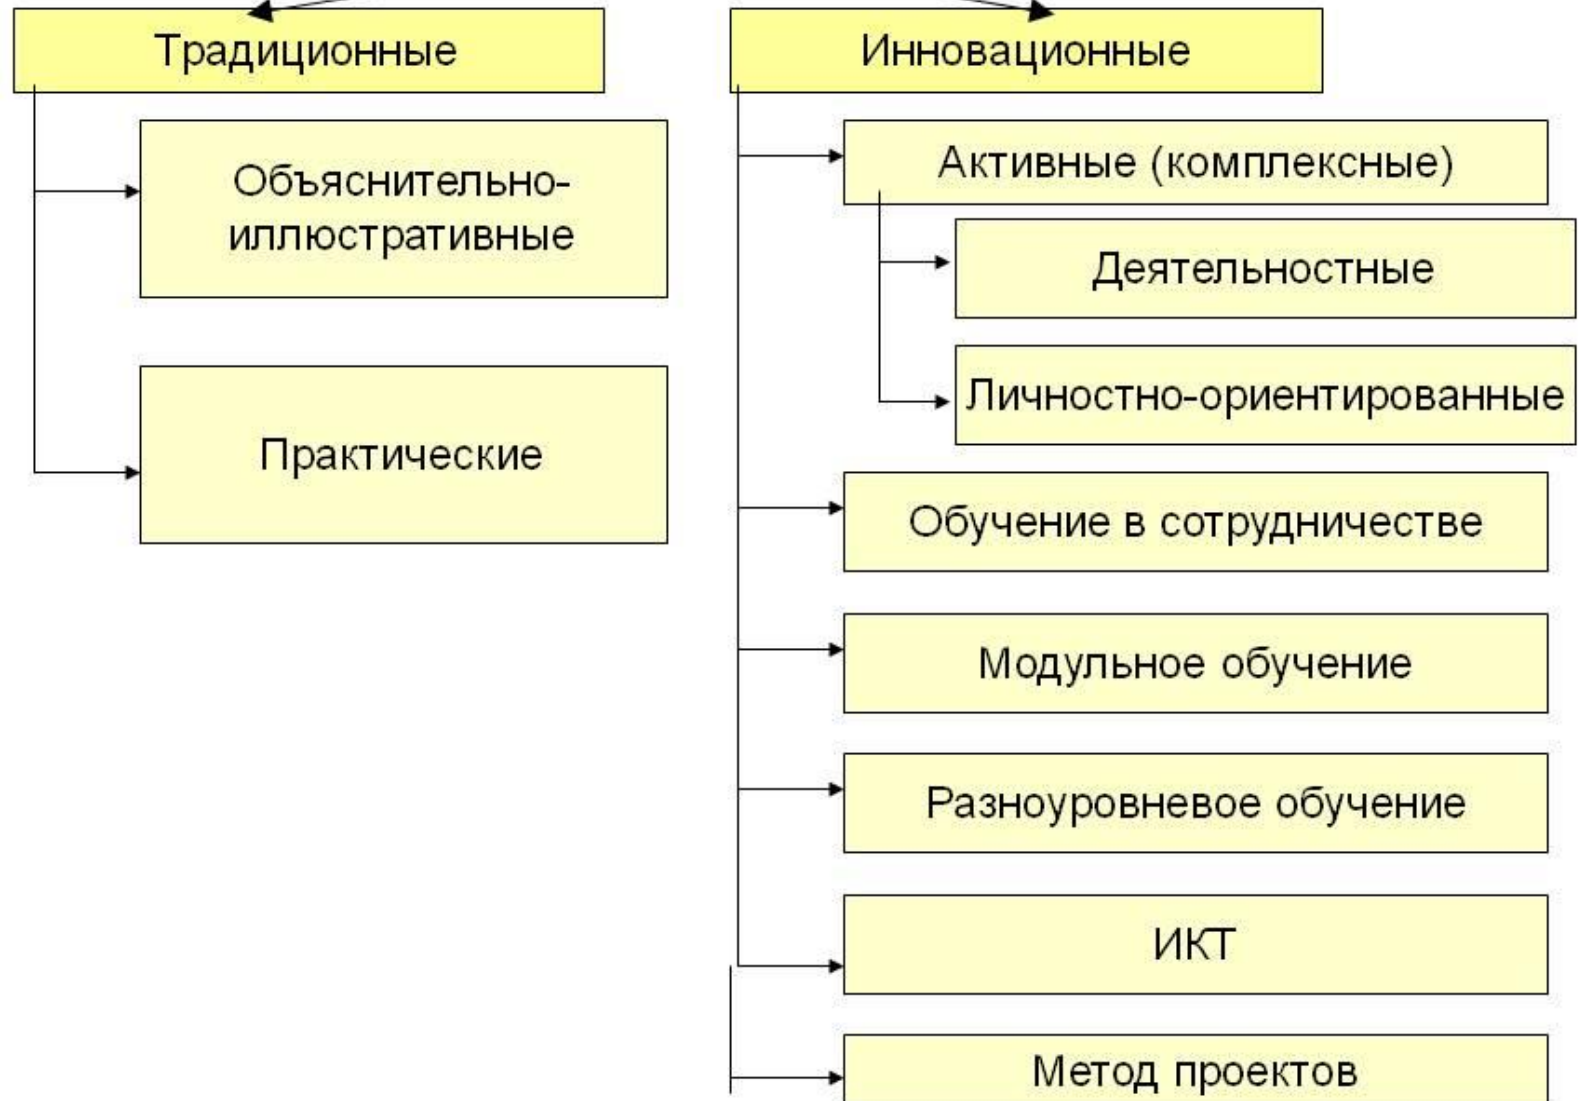 Традиционные
Объяснительно-
иллюстративные
Практические
Инновационные
Активные (комплексные)
Деятельностные
Личностно-ориентированные
Обучение в сотрудничестве
Модульное обучение
Разноуровневое обучение
ИКТ
Метод проектов